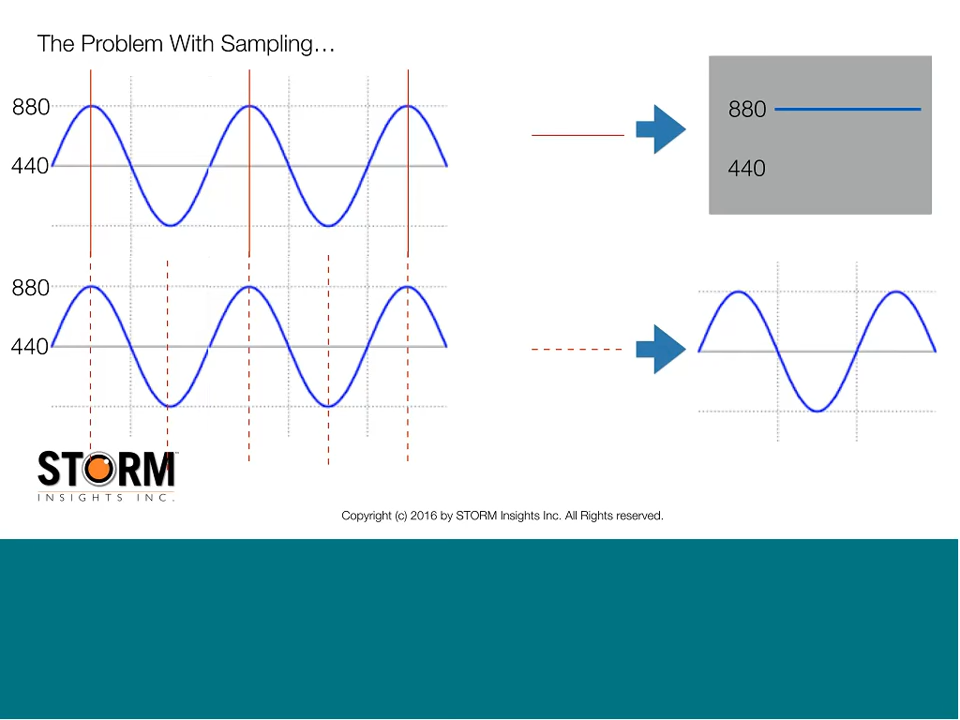 The Problem With Sampling...
880
440
880
440
880
440
STORM
INSIGHTS INC.
Copyright (c) 2016 by STORM Insights Inc. All Rights reserved.